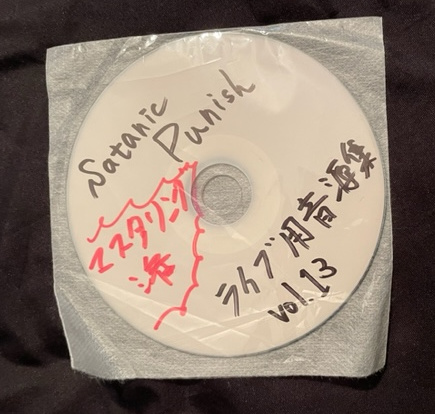 Satanic
Punish
マスタリング
済
ライブ用音源集
vol.13